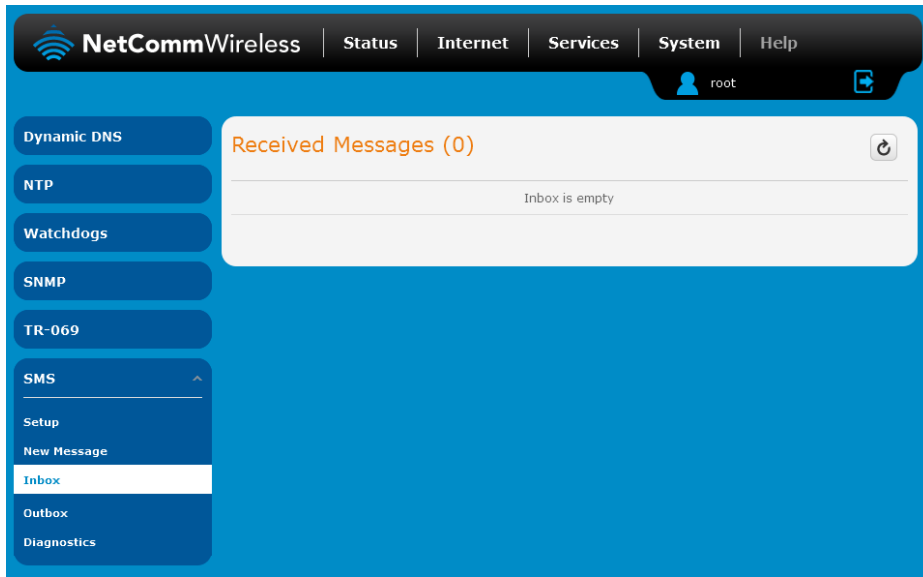 NetCommWireless Status Internet Services System Help
root
Dynamic DNS
NTP
Watchdogs
SNMP
TR-069
SMS
Setup
New Message
Inbox
Outbox
Diagnostics
Received Messages (0)
Inbox is empty